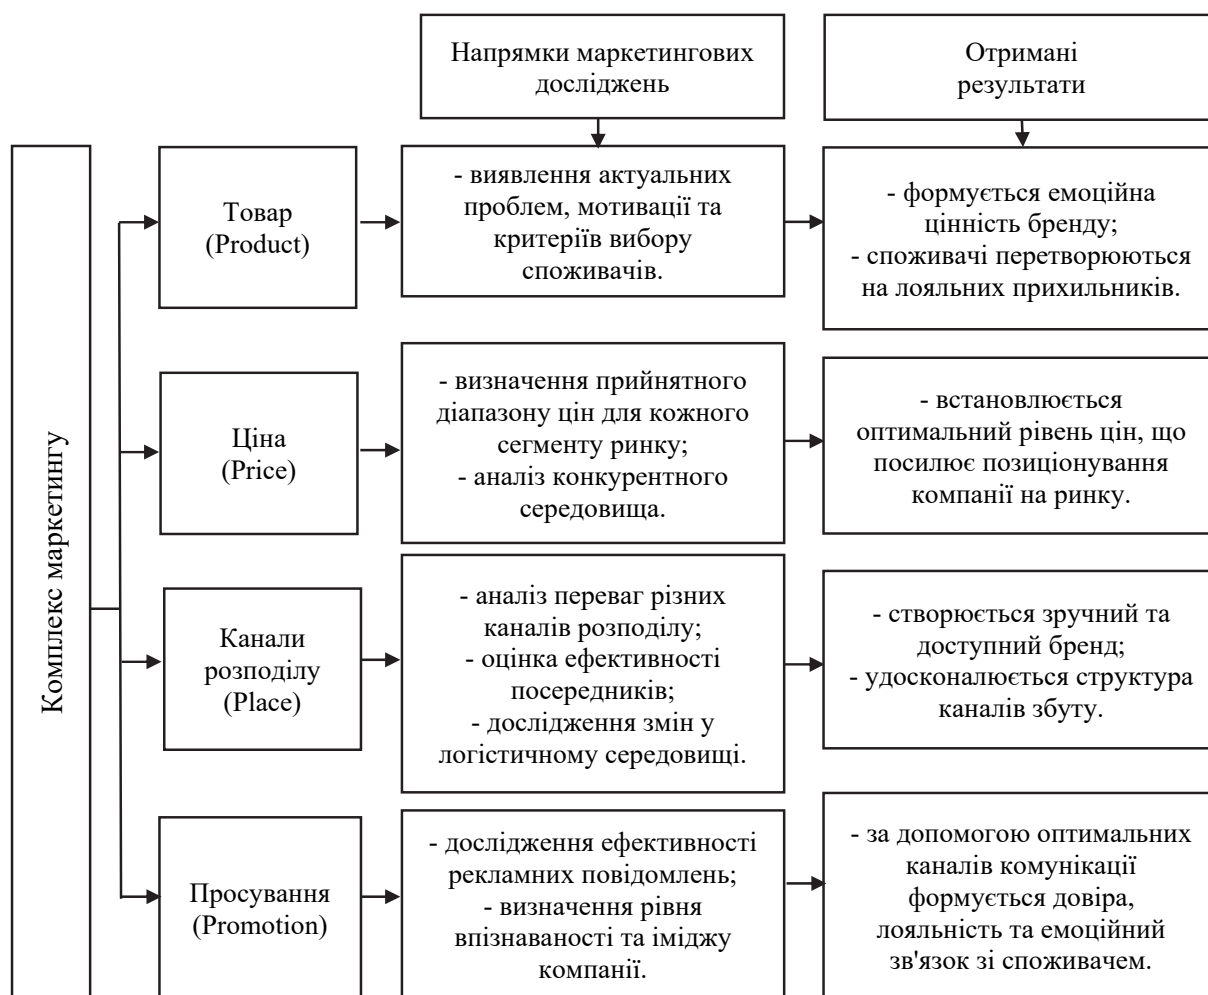 Напрямки маркетингових
досліджень
Отримані
результати
Комплекс маркетингу
Товар
(Product)
- виявлення актуальних
проблем, мотивації та
критеріїв вибору
споживачів.
- формується емоційна
цінність бренду;
- споживачі перетворюються
на лояльних прихильників.
Ціна
(Price)
- визначення прийнятного
діапазону цін для кожного
сегменту ринку;
- аналіз конкурентного
середовища.
- встановлюється
оптимальний рівень цін, що
посилює позиціонування
компанії на ринку.
Канали
розподілу
(Place)
- аналіз переваг різних
каналів розподілу;
- оцінка ефективності
посередників;
- дослідження змін у
логістичному середовищі.
- створюється зручний та
доступний бренд;
- удосконалюється структура
каналів збуту.
Просування
(Promotion)
- дослідження ефективності
рекламних повідомлень;
- визначення рівня
впізнаваності та іміджу
компанії.
- за допомогою оптимальних
каналів комунікації
формується довіра,
лояльність та емоційний
зв'язок зі споживачем.